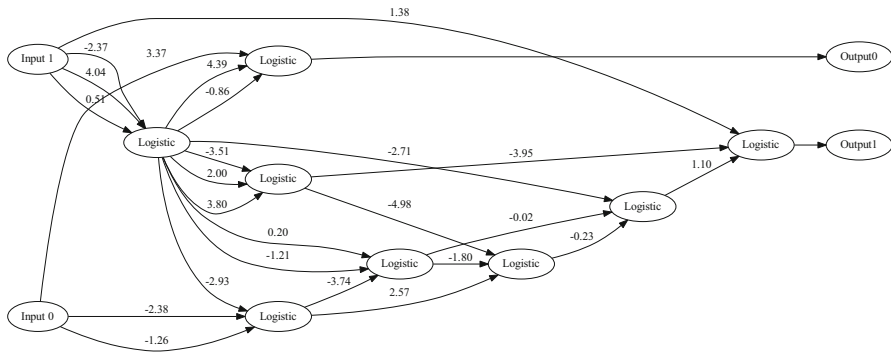 1.38
Input 1
-2.37
3.37
4.04
4.39
Logistic
Output0
0.51
-0.86
Logistic
-3.51
-2.71
-3.95
Logistic
Output1
2.00
Logistic
1.10
3.80
-4.98
Logistic
-0.02
0.20
-0.23
-1.21
Logistic
-1.80
Logistic
-2.93
-3.74
2.57
Input 0
-2.38
Logistic
-1.26